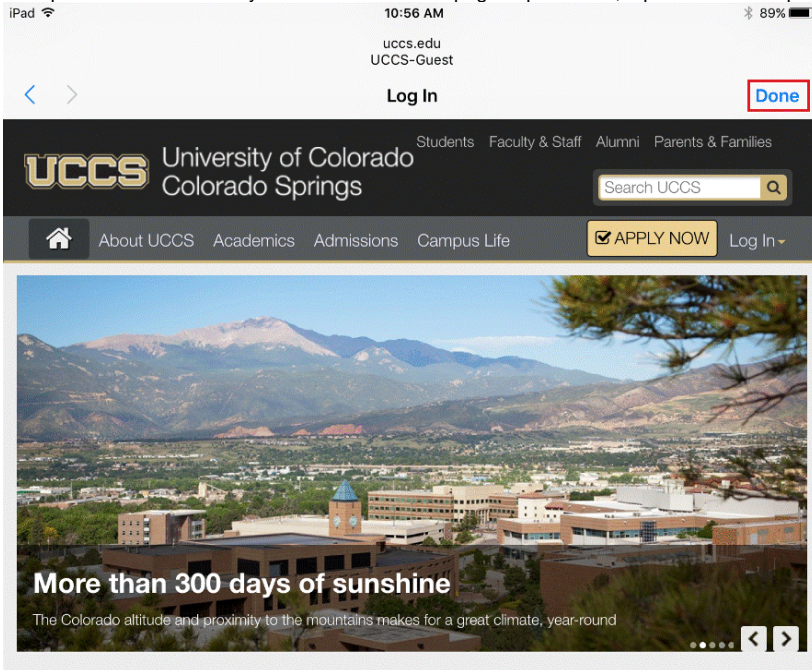 iPad 10:56 AM 89%
uccs.edu
UCCS-Guest
Log In Done
Students Faculty & Staff Alumni Parents & Families
UCCS University of Colorado
Colorado Springs
Search UCCS
About UCCS Academics Admissions Campus Life APPLY NOW Log In
More than 300 days of sunshine
The Colorado altitude and proximity to the mountains makes for a great climate, year-round